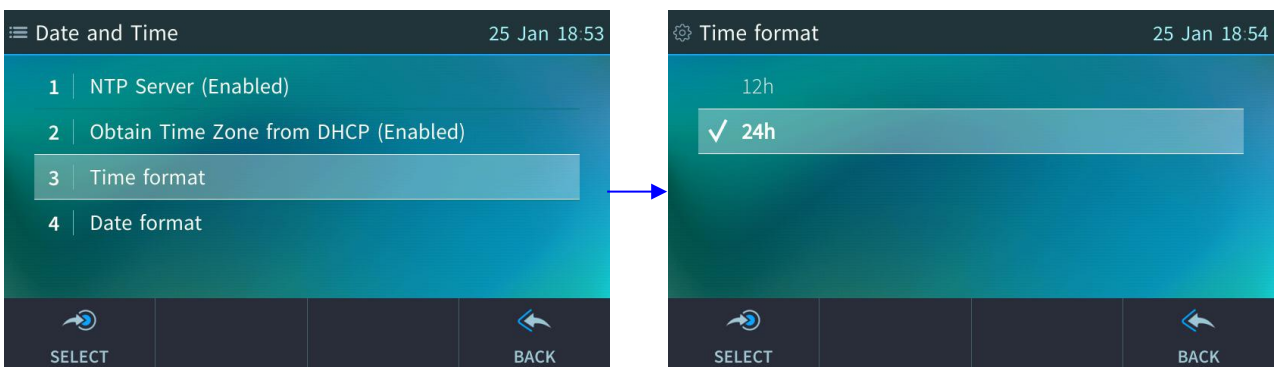 Date and Time 25 Jan 18:53
1 NTP Server (Enabled)
2 Obtain Time Zone from DHCP (Enabled)
3 Time format
4 Date format
SELECT BACK
Time format 25 Jan 18:54
12h
24h
SELECT BACK